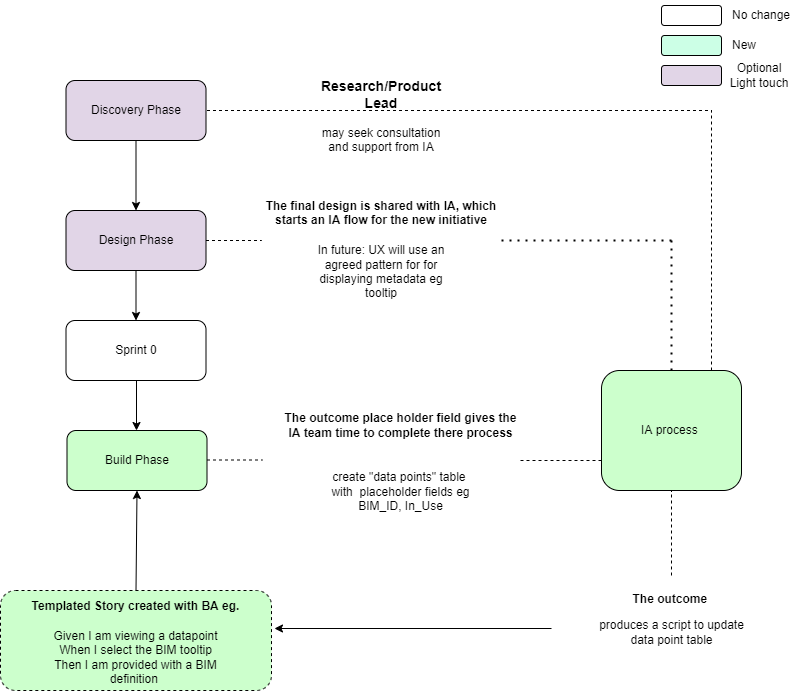 No change
New
Optional
Light touch
Research/Product
Lead
Discovery Phase
may seek consultation
and support from IA
The final design is shared with IA, which
starts an IA flow for the new initiative
Design Phase
In future: UX will use an
agreed pattern for for
displaying metadata eg
tooltip
Sprint 0
The outcome place holder field gives the
IA team time to complete there process
IA process
Build Phase
create "data points" table
with placeholder fields eg
BIM_ID, In_Use
Templated Story created with BA eg.
Given I am viewing a datapoint
When I select the BIM tooltip
Then I am provided with a BIM
definition
The outcome
produces a script to update
data point table